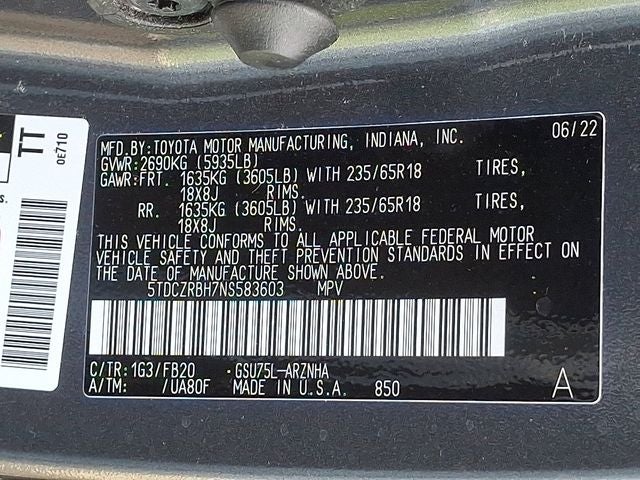 TT
0E710
s.
MFD.BY:TOYOTA MOTOR MANUFACTURING, INDIANA, INC. 06/22
GVWR:2690KG (5935LB)
GAWR:FRT. 1635KG (3605LB) WITH 235/65R18 TIRES,
18X8J RIMS.
RR. 1635KG (3605LB) WITH 235/65R18 TIRES,
18X8J RIMS.
THIS VEHICLE CONFORMS TO ALL APPLICABLE FEDERAL MOTOR
VEHICLE SAFETY AND THEFT PREVENTION STANDARDS IN EFFECT ON
THE DATE OF MANUFACTURE SHOWN ABOVE.
5TDCZRBH7NS583603 MPV
C/TR:1G3/FB20 -GSU75L-ARZNHA
A/TM: /UA80F MADE IN U.S.A. 850 A